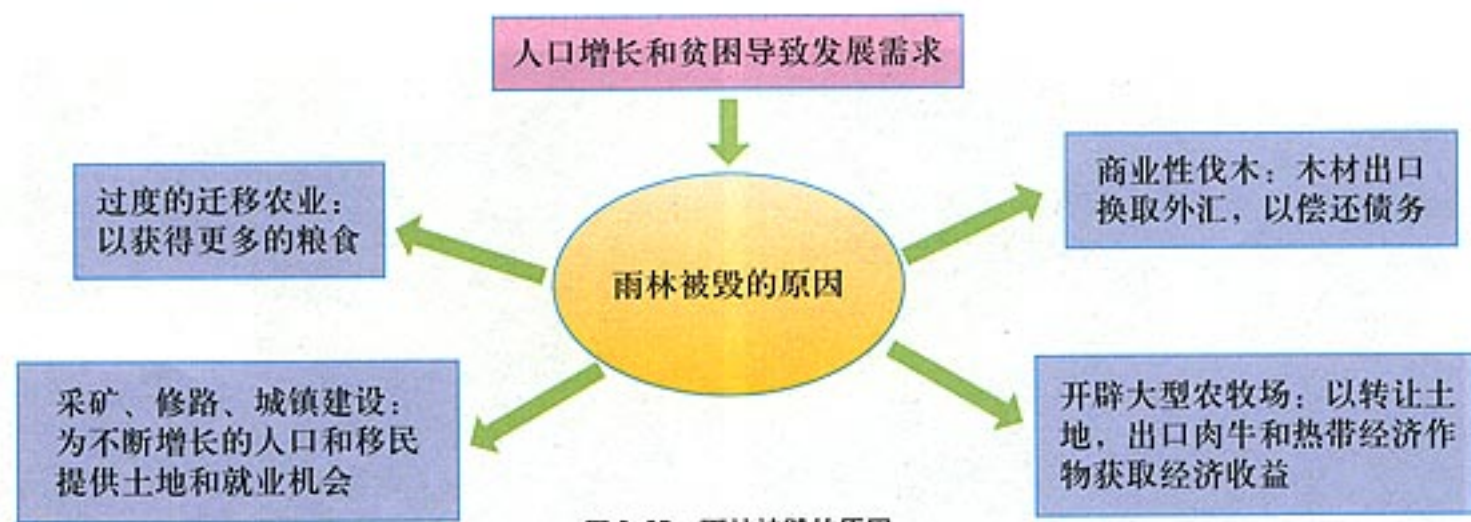 人口增长和贫困导致发展需求
过度的迁移农业：
以获得更多的粮食
商业性伐木：木材出口
换取外汇，以偿还债务
雨林被毁的原因
采矿、修路、城镇建设：
为不断增长的人口和移民
提供土地和就业机会
开辟大型农牧场：以转让土
地，出口肉牛和热带经济作
物获取经济收益